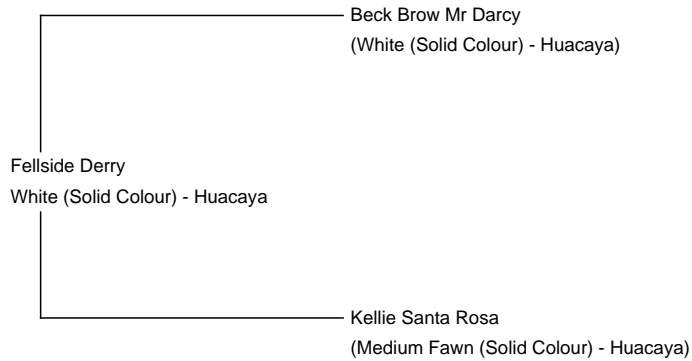 Beck Brow Mr Darcy
(White (Solid Colour) - Huacaya)
Fellside Derry
White (Solid Colour) - Huacaya
Kellie Santa Rosa
(Medium Fawn (Solid Colour) - Huacaya)